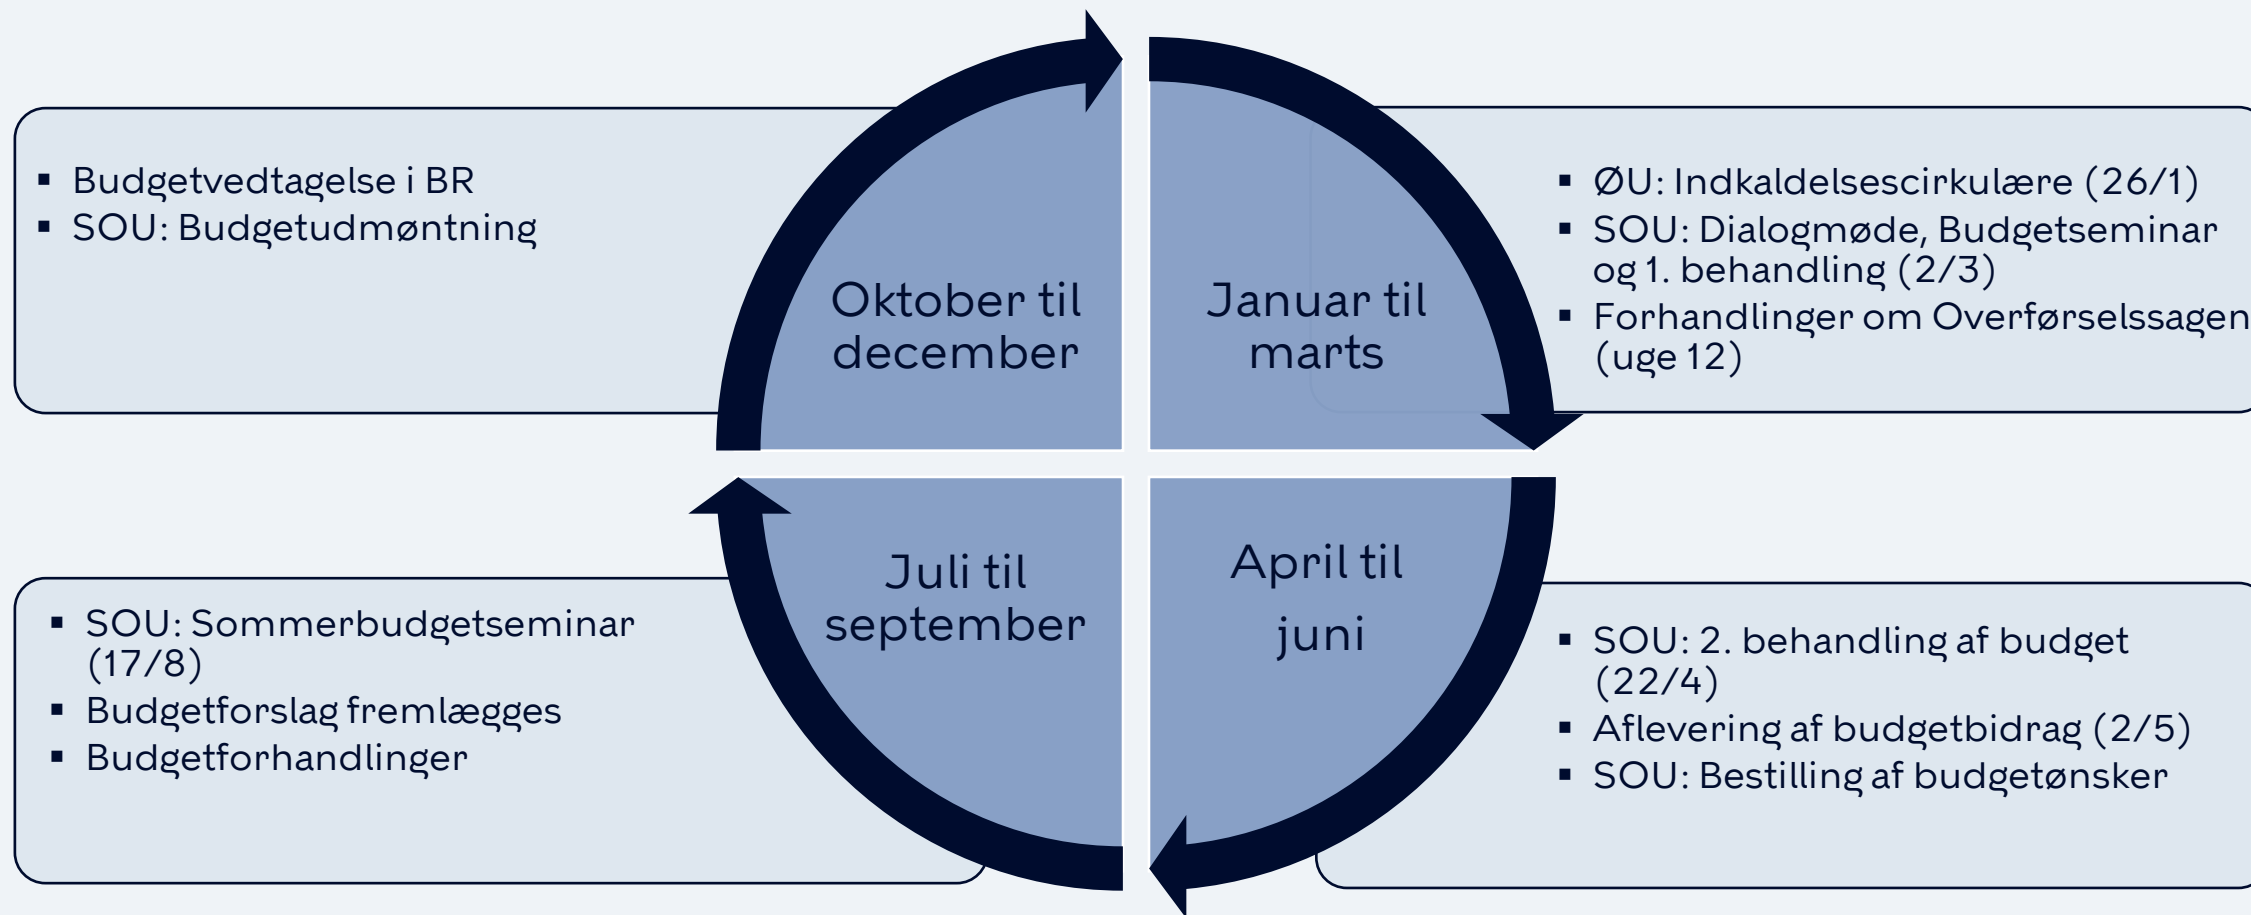 ▪ Budgetvedtagelse i BR
▪ SOU: Budgetudmøntning
Oktober til
december
Januar til
marts
▪ ØU: Indkaldelsescirkulære (26/1)
▪ SOU: Dialogmøde, Budgetseminar
og 1. behandling (2/3)
▪ Forhandlinger om Overførselssagen
(uge 12)
▪ SOU: Sommerbudgetseminar
(17/8)
▪ Budgetforslag fremlægges
▪ Budgetforhandlinger
Juli til
september
April til
juni
▪ SOU: 2. behandling af budget
(22/4)
▪ Aflevering af budgetbidrag (2/5)
▪ SOU: Bestilling af budgetønsker